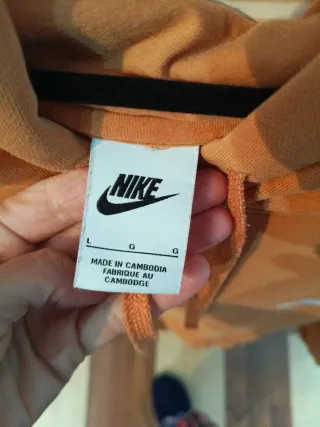 NIKE
L G G
MADE IN CAMBODIA
FABRIQUE AU
CAMBODGE